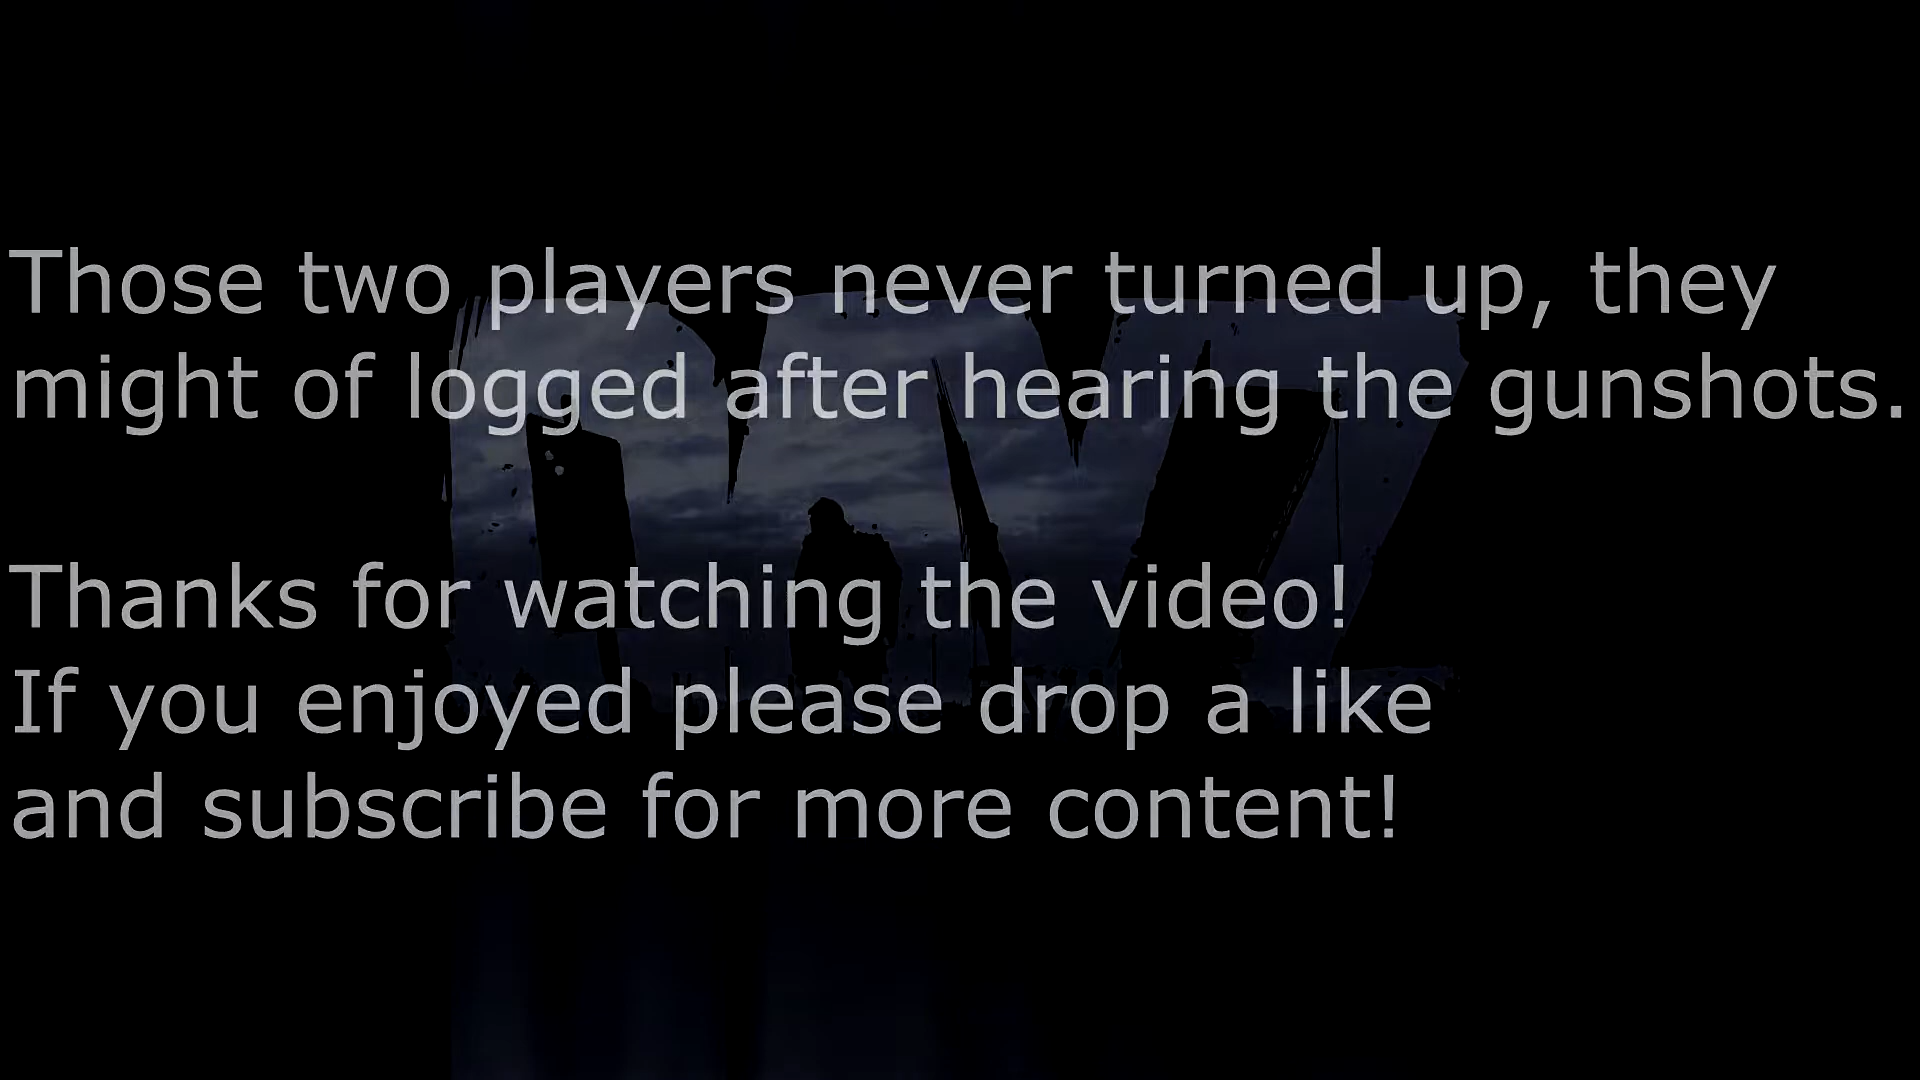 Those two players never turned up, they
might of logged after hearing the gunshots.
Thanks for watching the video!
If you enjoyed please drop a like
and subscribe for more content!
DAYZ